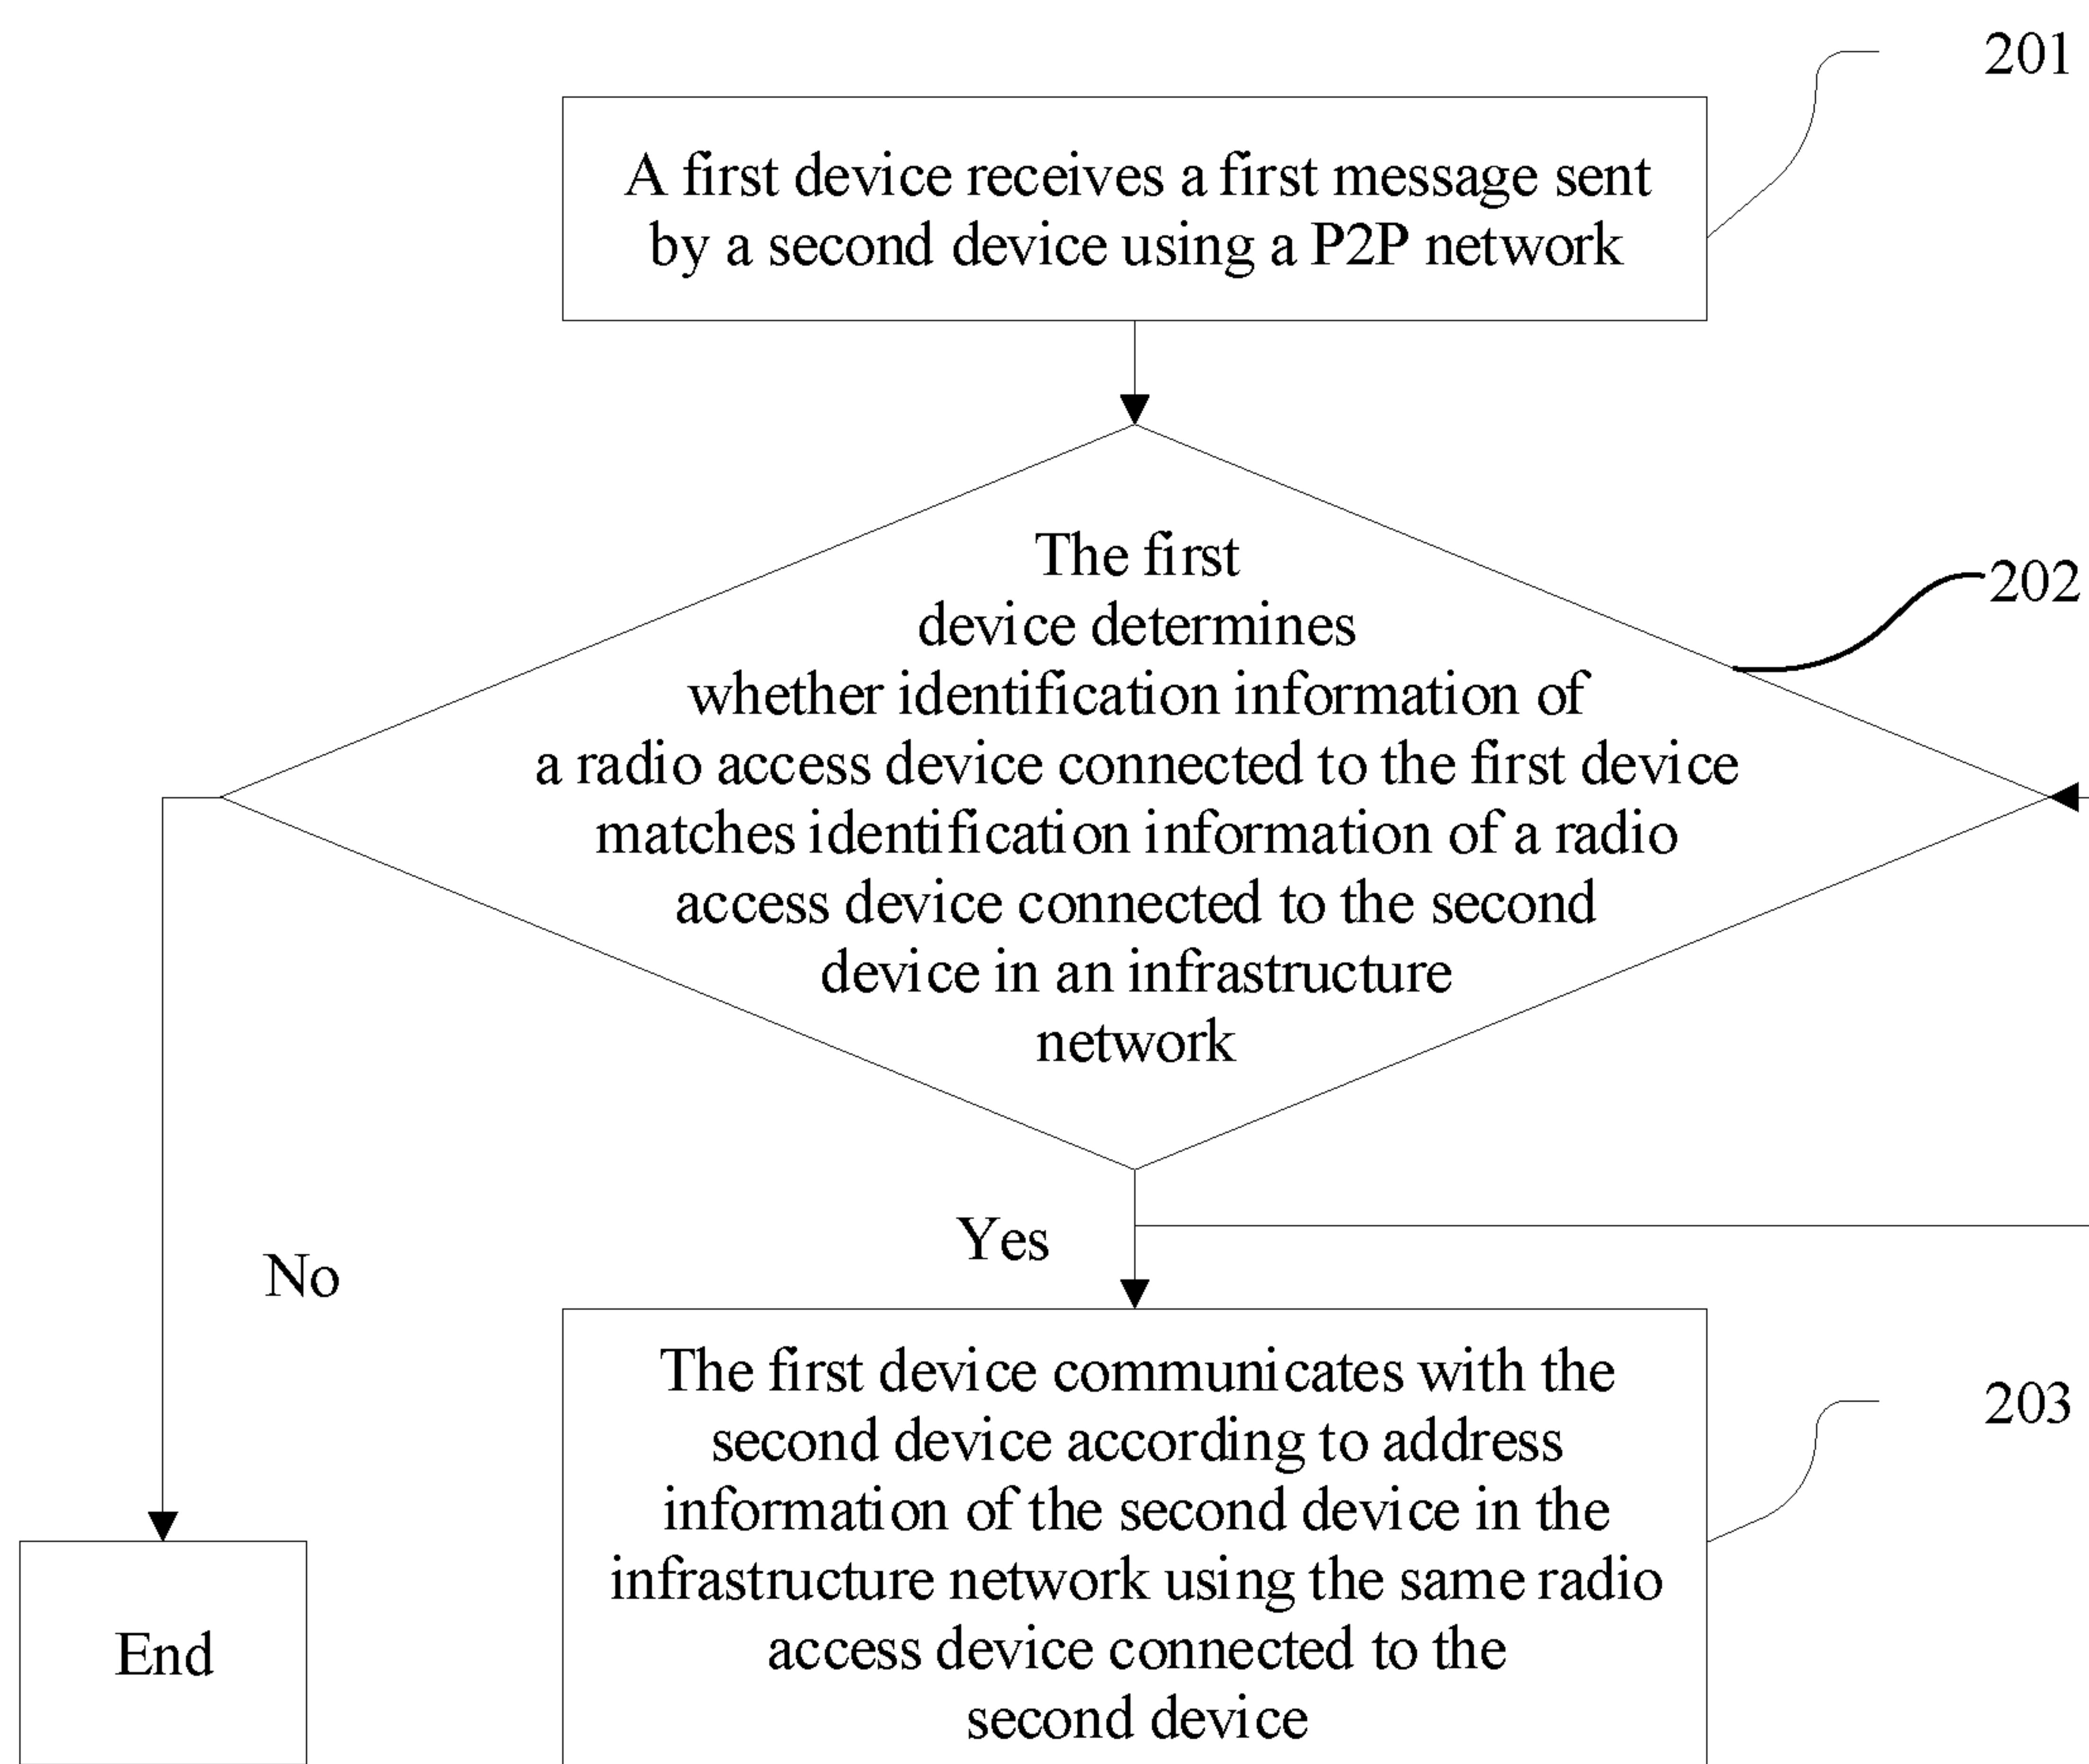 201
A first device receives a first message sent
by a second device using a P2P network
The first
device determines
whether identification information of
a radio access device connected to the first device
matches identification information of a radio
access device connected to the second
device in an infrastructure
network
202
Yes
No
The first device communicates with the
second device according to address
information of the second device in the
infrastructure network using the same radio
access device connected to the
second device
203
End